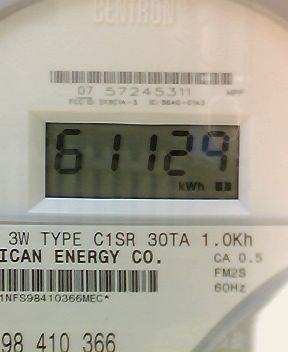 CENTRON
07 57245311 MPP
61129
kWh
3W TYPE C1SR 30TA 1.0Kh
ICAN ENERGY CO. CA 0.5
FM2S
60Hz
1NFS98410366MEC*
98 410 366